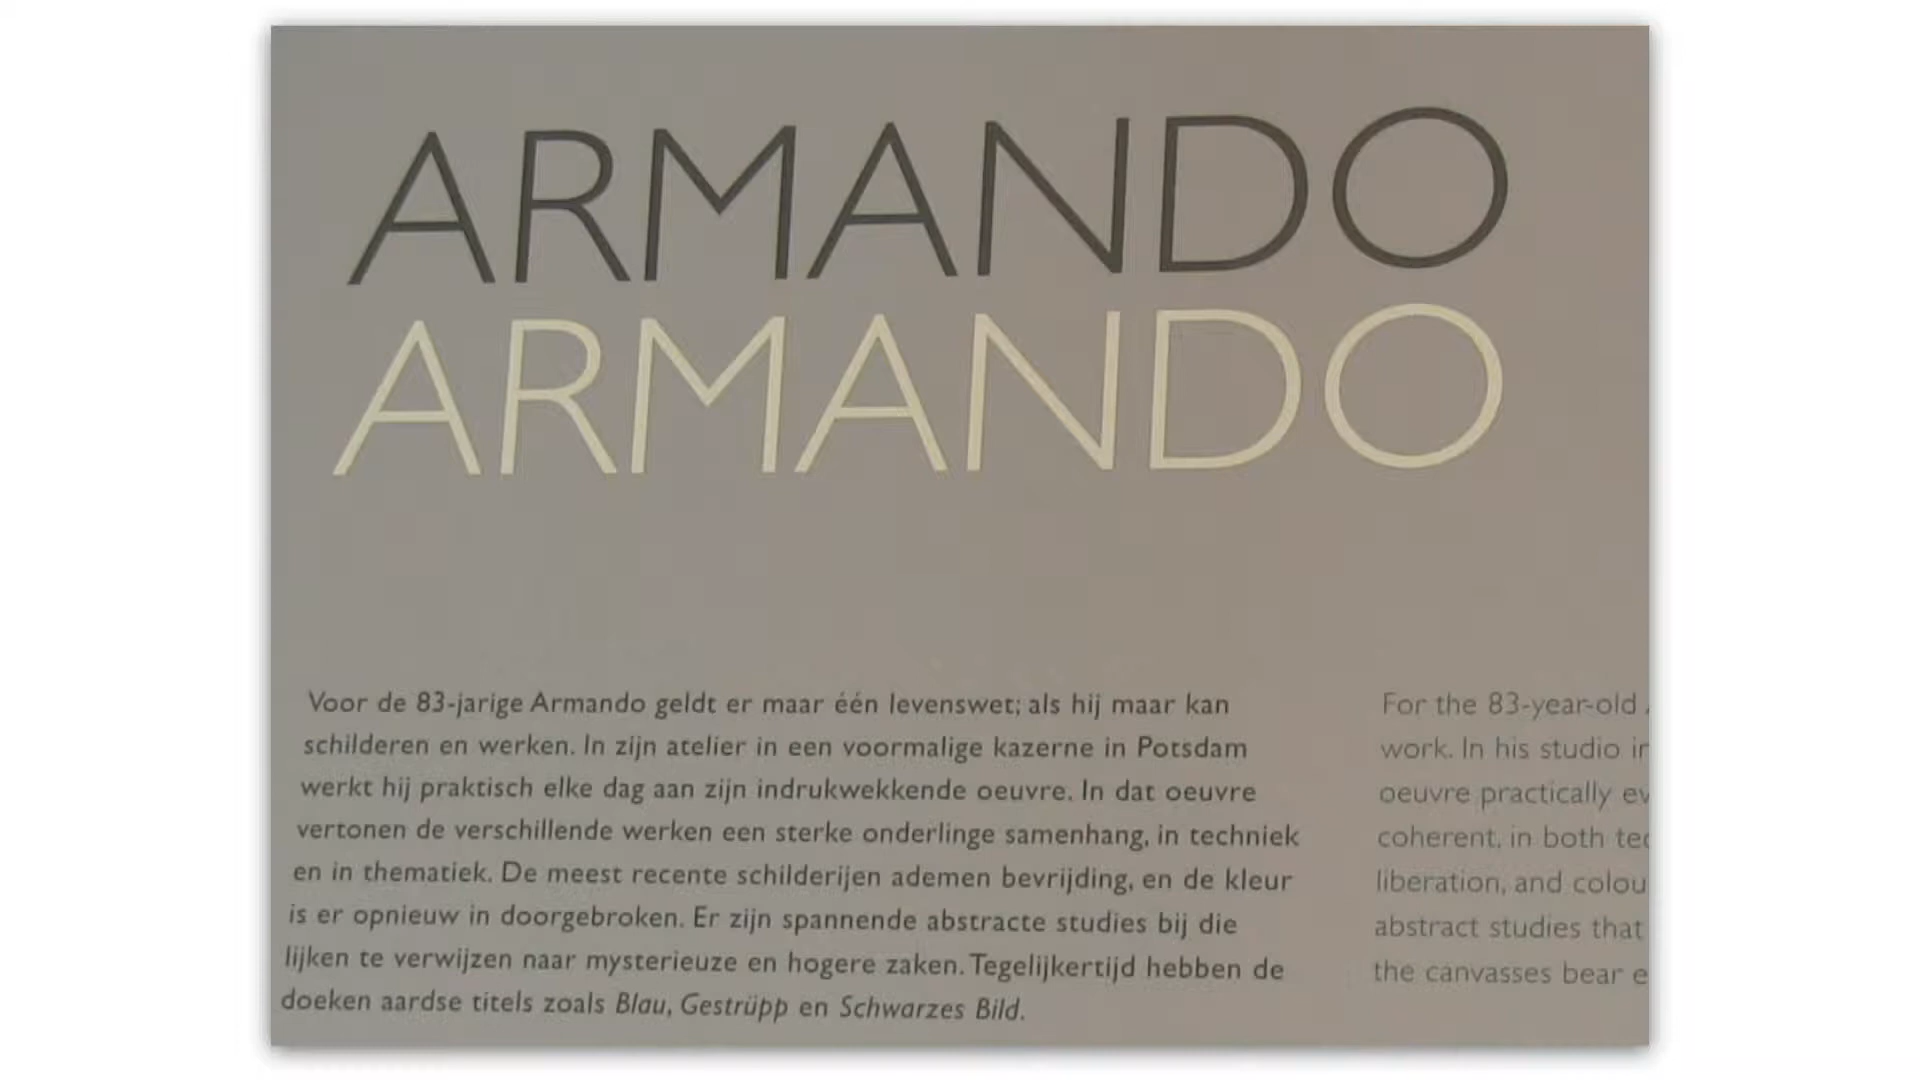 ARMANDO
ARMANDO
Voor de 83-jarige Armando geldt er maar één levenswet: als hij maar kan
schilderen en werken. In zijn atelier in een voormalige kazerne in Potsdam
werkt hij praktisch elke dag aan zijn indrukwekkende oeuvre. In dat oeuvre
vertonen de verschillende werken een sterke onderlinge samenhang, in techniek
en in thematiek. De meest recente schilderijen ademen bevrijding, en de kleur
is er opnieuw in doorgebroken. Er zijn spannende abstracte studies bij die
lijken te verwijzen naar mysterieuze en hogere zaken. Tegelijkertijd hebben de
doeken aardse titels zoals Blau, Gestrüpp en Schwarzes Bild.
For the 83-year-old
work. In his studio
oeuvre practically
coherent, in both
liberation, and
abstract studies that
the canvasses bear